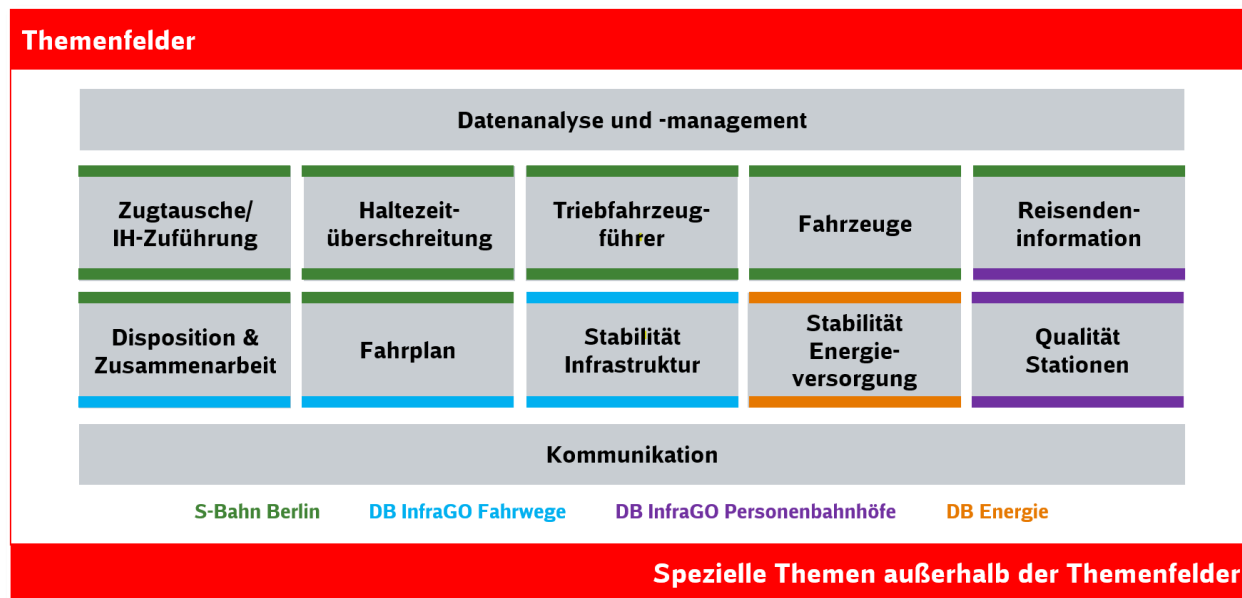 Themenfelder
Datenanalyse und -management
Zugtausche/
IH-Zuführung
Haltezeit-
überschreitung
Triebfahrzeug-
führer
Fahrzeuge
Reisenden-
information
Disposition &
Zusammenarbeit
Fahrplan
Stabilität
Infrastruktur
Stabilität
Energie-
versorgung
Qualität
Stationen
Kommunikation
S-Bahn Berlin
DB InfraGO Fahrwege
DB InfraGO Personenbahnhöfe
DB Energie
Spezielle Themen außerhalb der Themenfelder